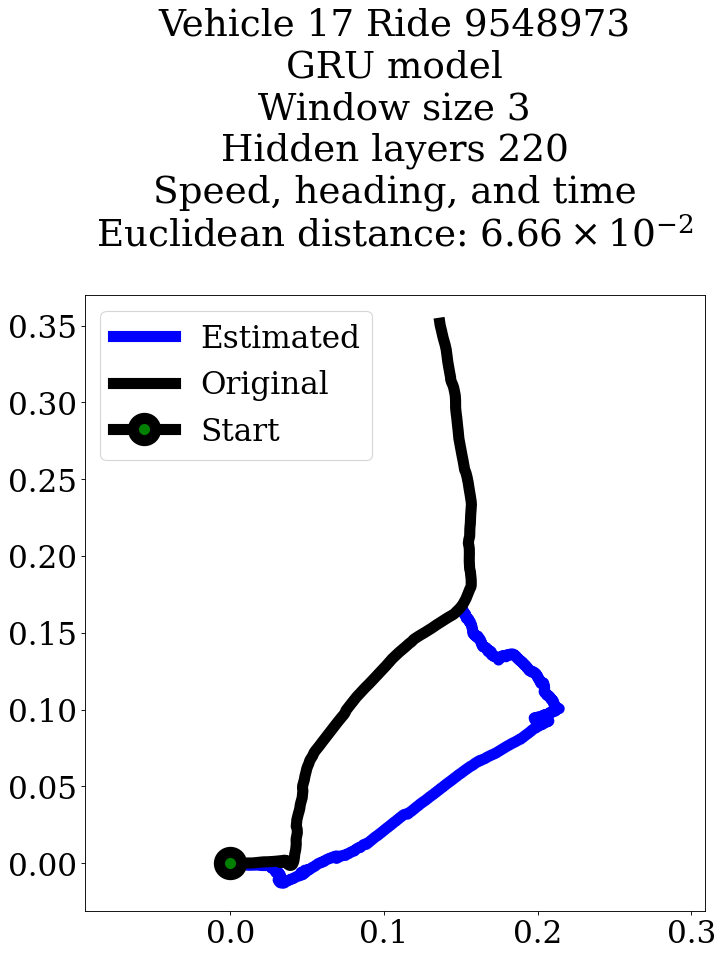 Vehicle 17 Ride 9548973
GRU model
Window size 3
Hidden layers 220
Speed, heading, and time
Euclidean distance: 6.66 × 10⁻²
Estimated
Original
Start
0.35
0.30
0.25
0.20
0.15
0.10
0.05
0.00
0.0 0.1 0.2 0.3